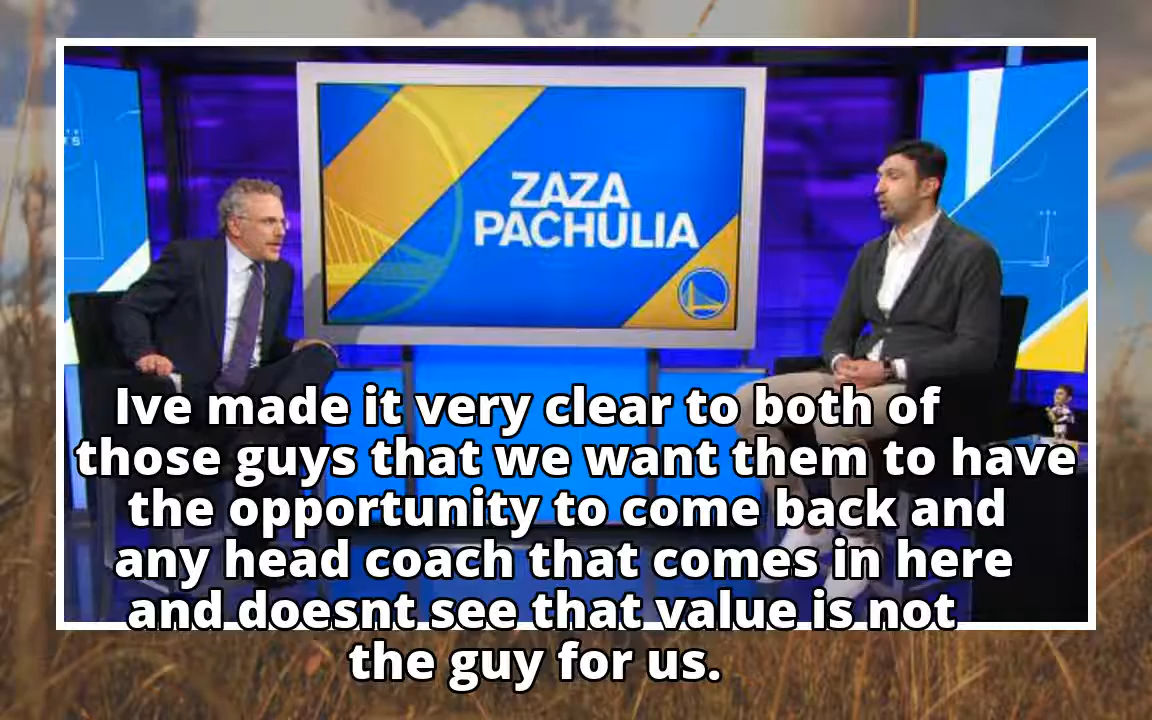 ZAZA
PACHULIA
Ive made it very clear to both of
those guys that we want them to have
the opportunity to come back and
any head coach that comes in here
and doesnt see that value is not
the guy for us.